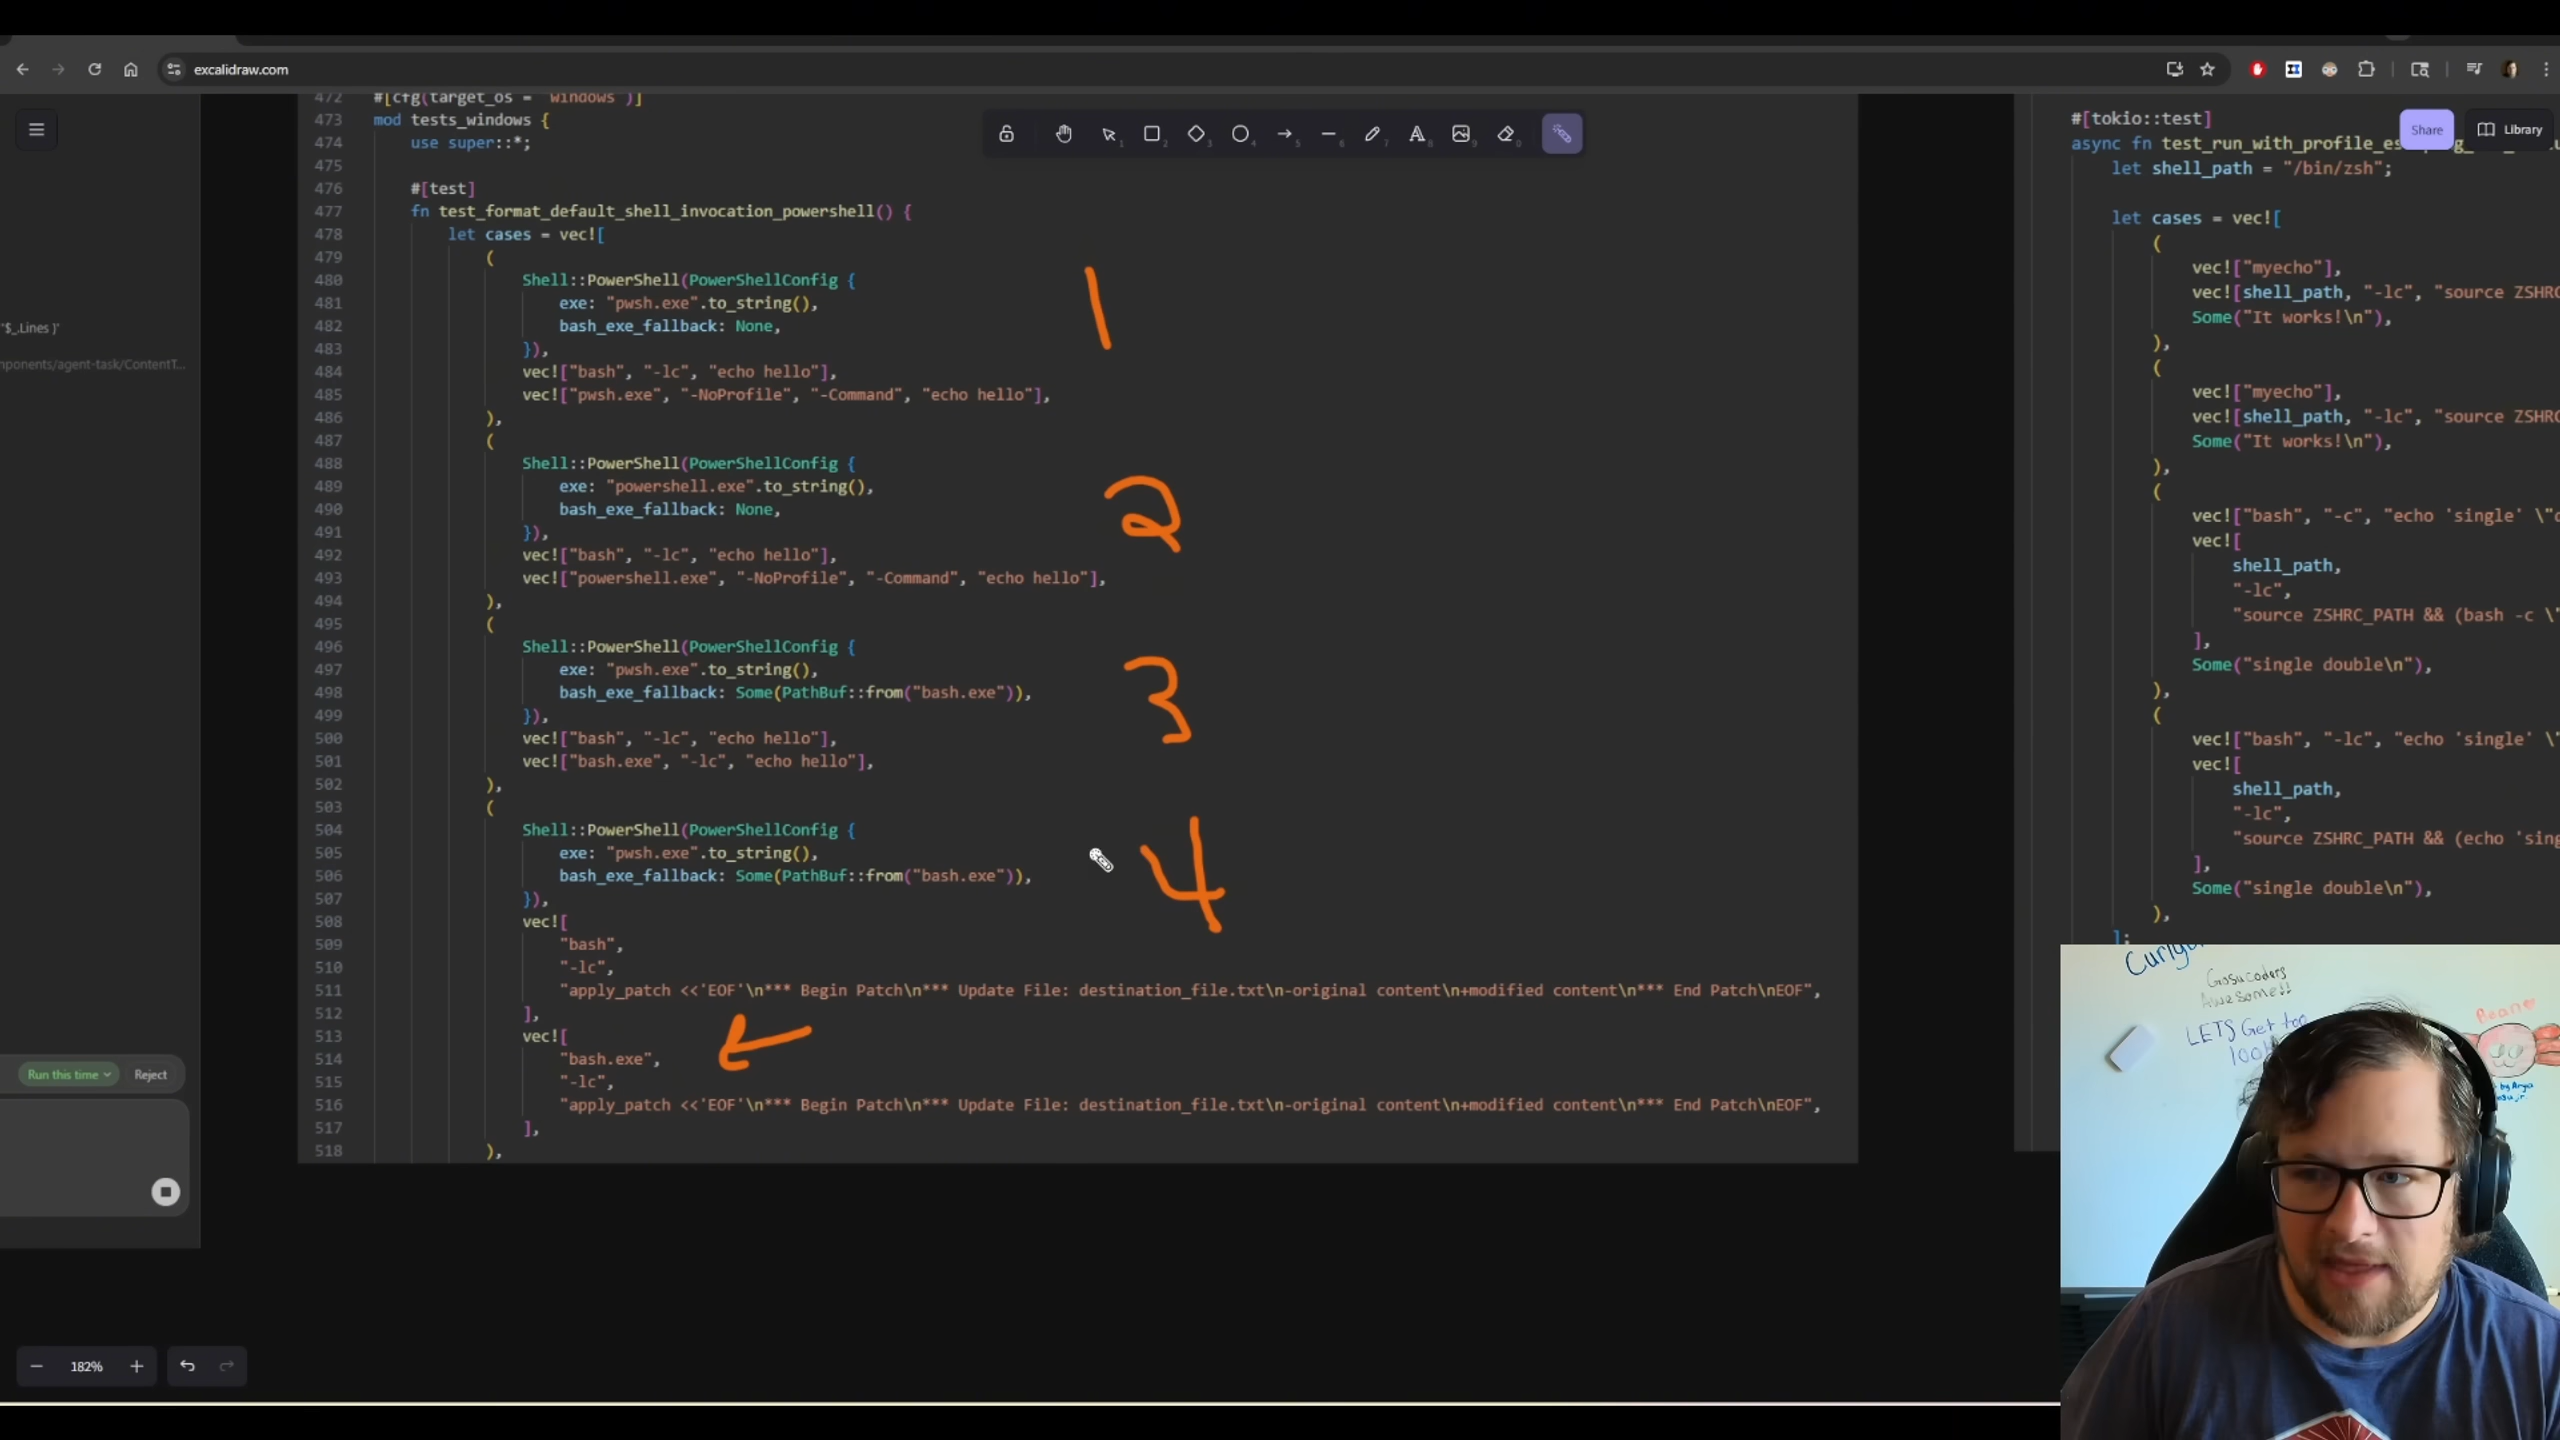 excalidraw.com
Share
Library
'$_.Lines }'
nponents/agent-task/ContentT...
Run this time
Reject
182%
472 #[cfg(target_os = "windows")]
473 mod tests_windows {
474 use super::*;
475
476 #[test]
477 fn test_format_default_shell_invocation_powershell() {
478 let cases = vec![
479 (
480 Shell::PowerShell(PowerShellConfig {
481 exe: "pwsh.exe".to_string(),
482 bash_exe_fallback: None,
483 }),
484 vec!["bash", "-lc", "echo hello"],
485 vec!["pwsh.exe", "-NoProfile", "-Command", "echo hello"],
486 ),
487 (
488 Shell::PowerShell(PowerShellConfig {
489 exe: "powershell.exe".to_string(),
490 bash_exe_fallback: None,
491 }),
492 vec!["bash", "-lc", "echo hello"],
493 vec!["powershell.exe", "-NoProfile", "-Command", "echo hello"],
494 ),
495 (
496 Shell::PowerShell(PowerShellConfig {
497 exe: "pwsh.exe".to_string(),
498 bash_exe_fallback: Some(PathBuf::from("bash.exe")),
499 }),
500 vec!["bash", "-lc", "echo hello"],
501 vec!["bash.exe", "-lc", "echo hello"],
502 ),
503 (
504 Shell::PowerShell(PowerShellConfig {
505 exe: "pwsh.exe".to_string(),
506 bash_exe_fallback: Some(PathBuf::from("bash.exe")),
507 }),
508 vec![
509 "bash",
510 "-lc",
511 "apply_patch <<'EOF'\n*** Begin Patch\n*** Update File: destination_file.txt\n-original content\n+modified content\n*** End Patch\nEOF",
512 ],
513 vec![
514 "bash.exe",
515 "-lc",
516 "apply_patch <<'EOF'\n*** Begin Patch\n*** Update File: destination_file.txt\n-original content\n+modified content\n*** End Patch\nEOF",
517 ],
518 ),
1
2
3
4
#[tokio::test]
async fn test_run_with_profile_es
let shell_path = "/bin/zsh";
let cases = vec![
(
vec!["myecho"],
vec![shell_path, "-lc", "source ZSHRC
Some("It works!\n"),
),
(
vec!["myecho"],
vec![shell_path, "-lc", "source ZSHRC
Some("It works!\n"),
),
(
vec!["bash", "-c", "echo 'single' \"
vec![
shell_path,
"-lc",
"source ZSHRC_PATH && (bash -c \"
],
Some("single double\n"),
),
(
vec!["bash", "-lc", "echo 'single' \"
vec![
shell_path,
"-lc",
"source ZSHRC_PATH && (echo 'sing
],
Some("single double\n"),
),
];
Gosucoders
Awesome!!
LETS Get too
100k